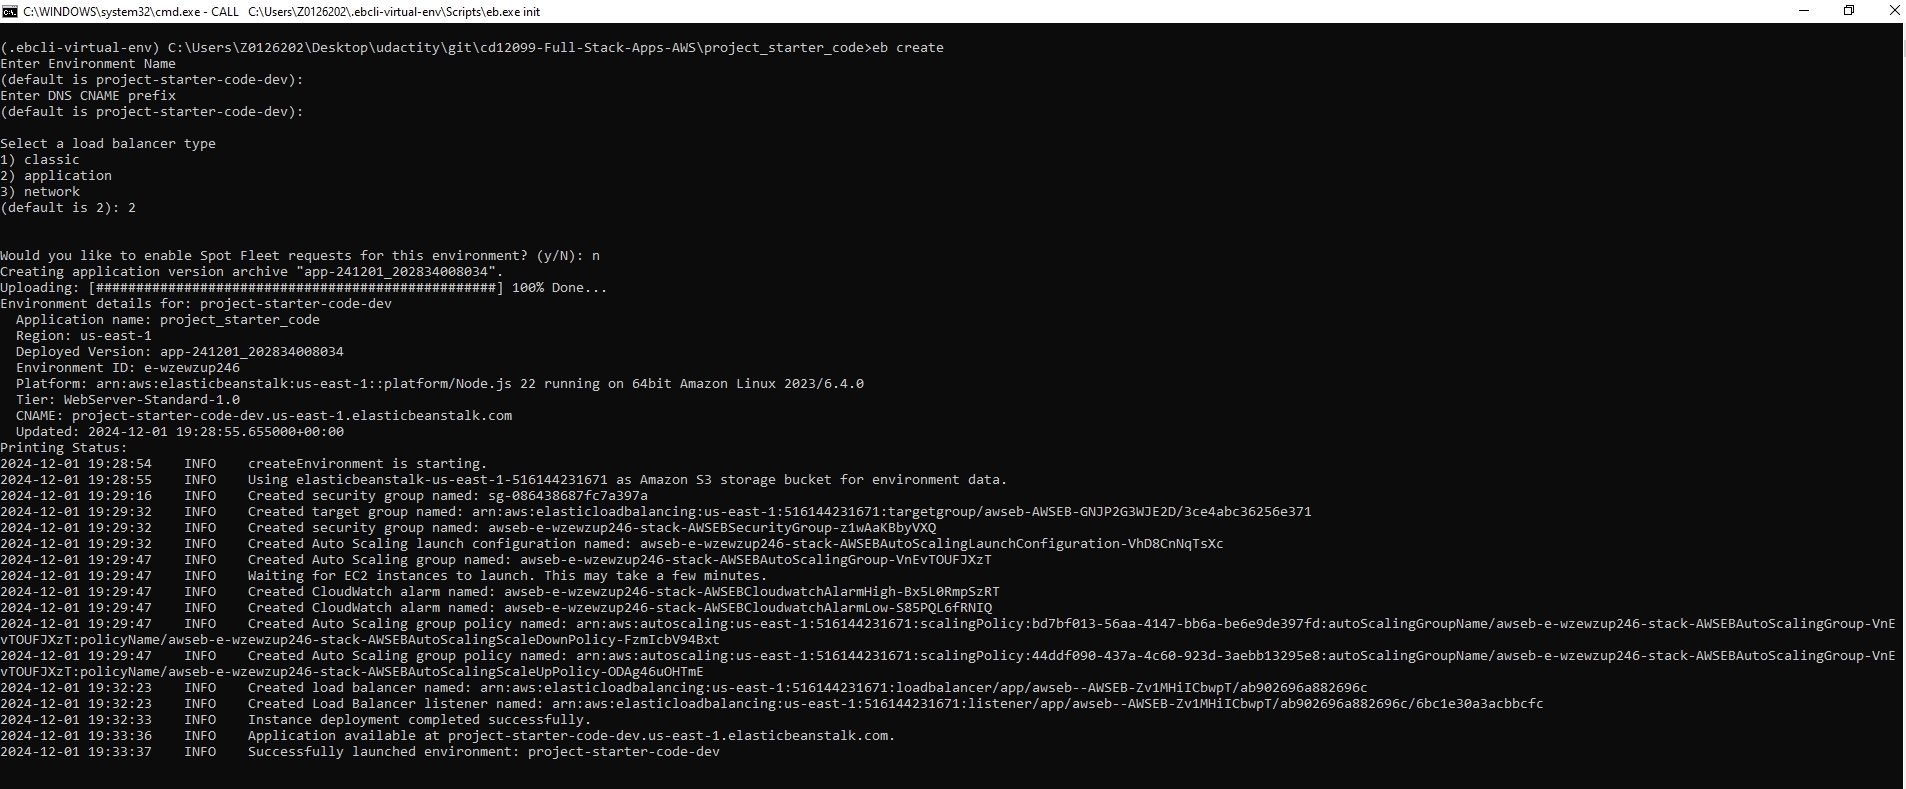 C:\WINDOWS\system32\cmd.exe - CALL C:\Users\Z0126202\.ebcli-virtual-env\Scripts\eb.exe init
(.ebcli-virtual-env) C:\Users\Z0126202\Desktop\udactity\git\cd12099-Full-Stack-Apps-AWS\project_starter_code>eb create
Enter Environment Name
(default is project-starter-code-dev):
Enter DNS CNAME prefix
(default is project-starter-code-dev):
Select a load balancer type
1) classic
2) application
3) network
(default is 2): 2
Would you like to enable Spot Fleet requests for this environment? (y/N): n
Creating application version archive "app-241201_202834008034".
Uploading: [##################################################] 100% Done...
Environment details for: project-starter-code-dev
  Application name: project_starter_code
  Region: us-east-1
  Deployed Version: app-241201_202834008034
  Environment ID: e-wzewzup246
  Platform: arn:aws:elasticbeanstalk:us-east-1::platform/Node.js 22 running on 64bit Amazon Linux 2023/6.4.0
  Tier: WebServer-Standard-1.0
  CNAME: project-starter-code-dev.us-east-1.elasticbeanstalk.com
  Updated: 2024-12-01 19:28:55.655000+00:00
Printing Status:
2024-12-01 19:28:54    INFO    createEnvironment is starting.
2024-12-01 19:28:55    INFO    Using elasticbeanstalk-us-east-1-516144231671 as Amazon S3 storage bucket for environment data.
2024-12-01 19:29:16    INFO    Created security group named: sg-086438687fc7a397a
2024-12-01 19:29:32    INFO    Created target group named: arn:aws:elasticloadbalancing:us-east-1:516144231671:targetgroup/awseb-AWSEB-GNJP2G3WJE2D/3ce4abc36256e371
2024-12-01 19:29:32    INFO    Created security group named: awseb-e-wzewzup246-stack-AWSEBSecurityGroup-z1wAaKBbyVXQ
2024-12-01 19:29:32    INFO    Created Auto Scaling launch configuration named: awseb-e-wzewzup246-stack-AWSEBAutoScalingLaunchConfiguration-VhD8CnNqTsXc
2024-12-01 19:29:47    INFO    Created Auto Scaling group named: awseb-e-wzewzup246-stack-AWSEBAutoScalingGroup-VnEvTOUFJXzT
2024-12-01 19:29:47    INFO    Waiting for EC2 instances to launch. This may take a few minutes.
2024-12-01 19:29:47    INFO    Created CloudWatch alarm named: awseb-e-wzewzup246-stack-AWSEBCloudwatchAlarmHigh-Bx5L0RmpSzRT
2024-12-01 19:29:47    INFO    Created CloudWatch alarm named: awseb-e-wzewzup246-stack-AWSEBCloudwatchAlarmLow-S85PQL6fRNIQ
2024-12-01 19:29:47    INFO    Created Auto Scaling group policy named: arn:aws:autoscaling:us-east-1:516144231671:scalingPolicy:bd7bf013-56aa-4147-bb6a-be6e9de397fd:autoScalingGroupName/awseb-e-wzewzup246-stack-AWSEBAutoScalingGroup-VnE
vTOUFJXzT:policyName/awseb-e-wzewzup246-stack-AWSEBAutoScalingScaleDownPolicy-FzmIcbV94Bxt
2024-12-01 19:29:47    INFO    Created Auto Scaling group policy named: arn:aws:autoscaling:us-east-1:516144231671:scalingPolicy:44ddf090-437a-4c60-923d-3aebb13295e8:autoScalingGroupName/awseb-e-wzewzup246-stack-AWSEBAutoScalingGroup-VnE
vTOUFJXzT:policyName/awseb-e-wzewzup246-stack-AWSEBAutoScalingScaleUpPolicy-ODAg46uOHTmE
2024-12-01 19:32:23    INFO    Created load balancer named: arn:aws:elasticloadbalancing:us-east-1:516144231671:loadbalancer/app/awseb--AWSEB-Zv1MHiICbwpT/ab902696a882696c
2024-12-01 19:32:23    INFO    Created Load Balancer listener named: arn:aws:elasticloadbalancing:us-east-1:516144231671:listener/app/awseb--AWSEB-Zv1MHiICbwpT/ab902696a882696c/6bc1e30a3acbbcfc
2024-12-01 19:32:33    INFO    Instance deployment completed successfully.
2024-12-01 19:33:36    INFO    Application available at project-starter-code-dev.us-east-1.elasticbeanstalk.com.
2024-12-01 19:33:37    INFO    Successfully launched environment: project-starter-code-dev